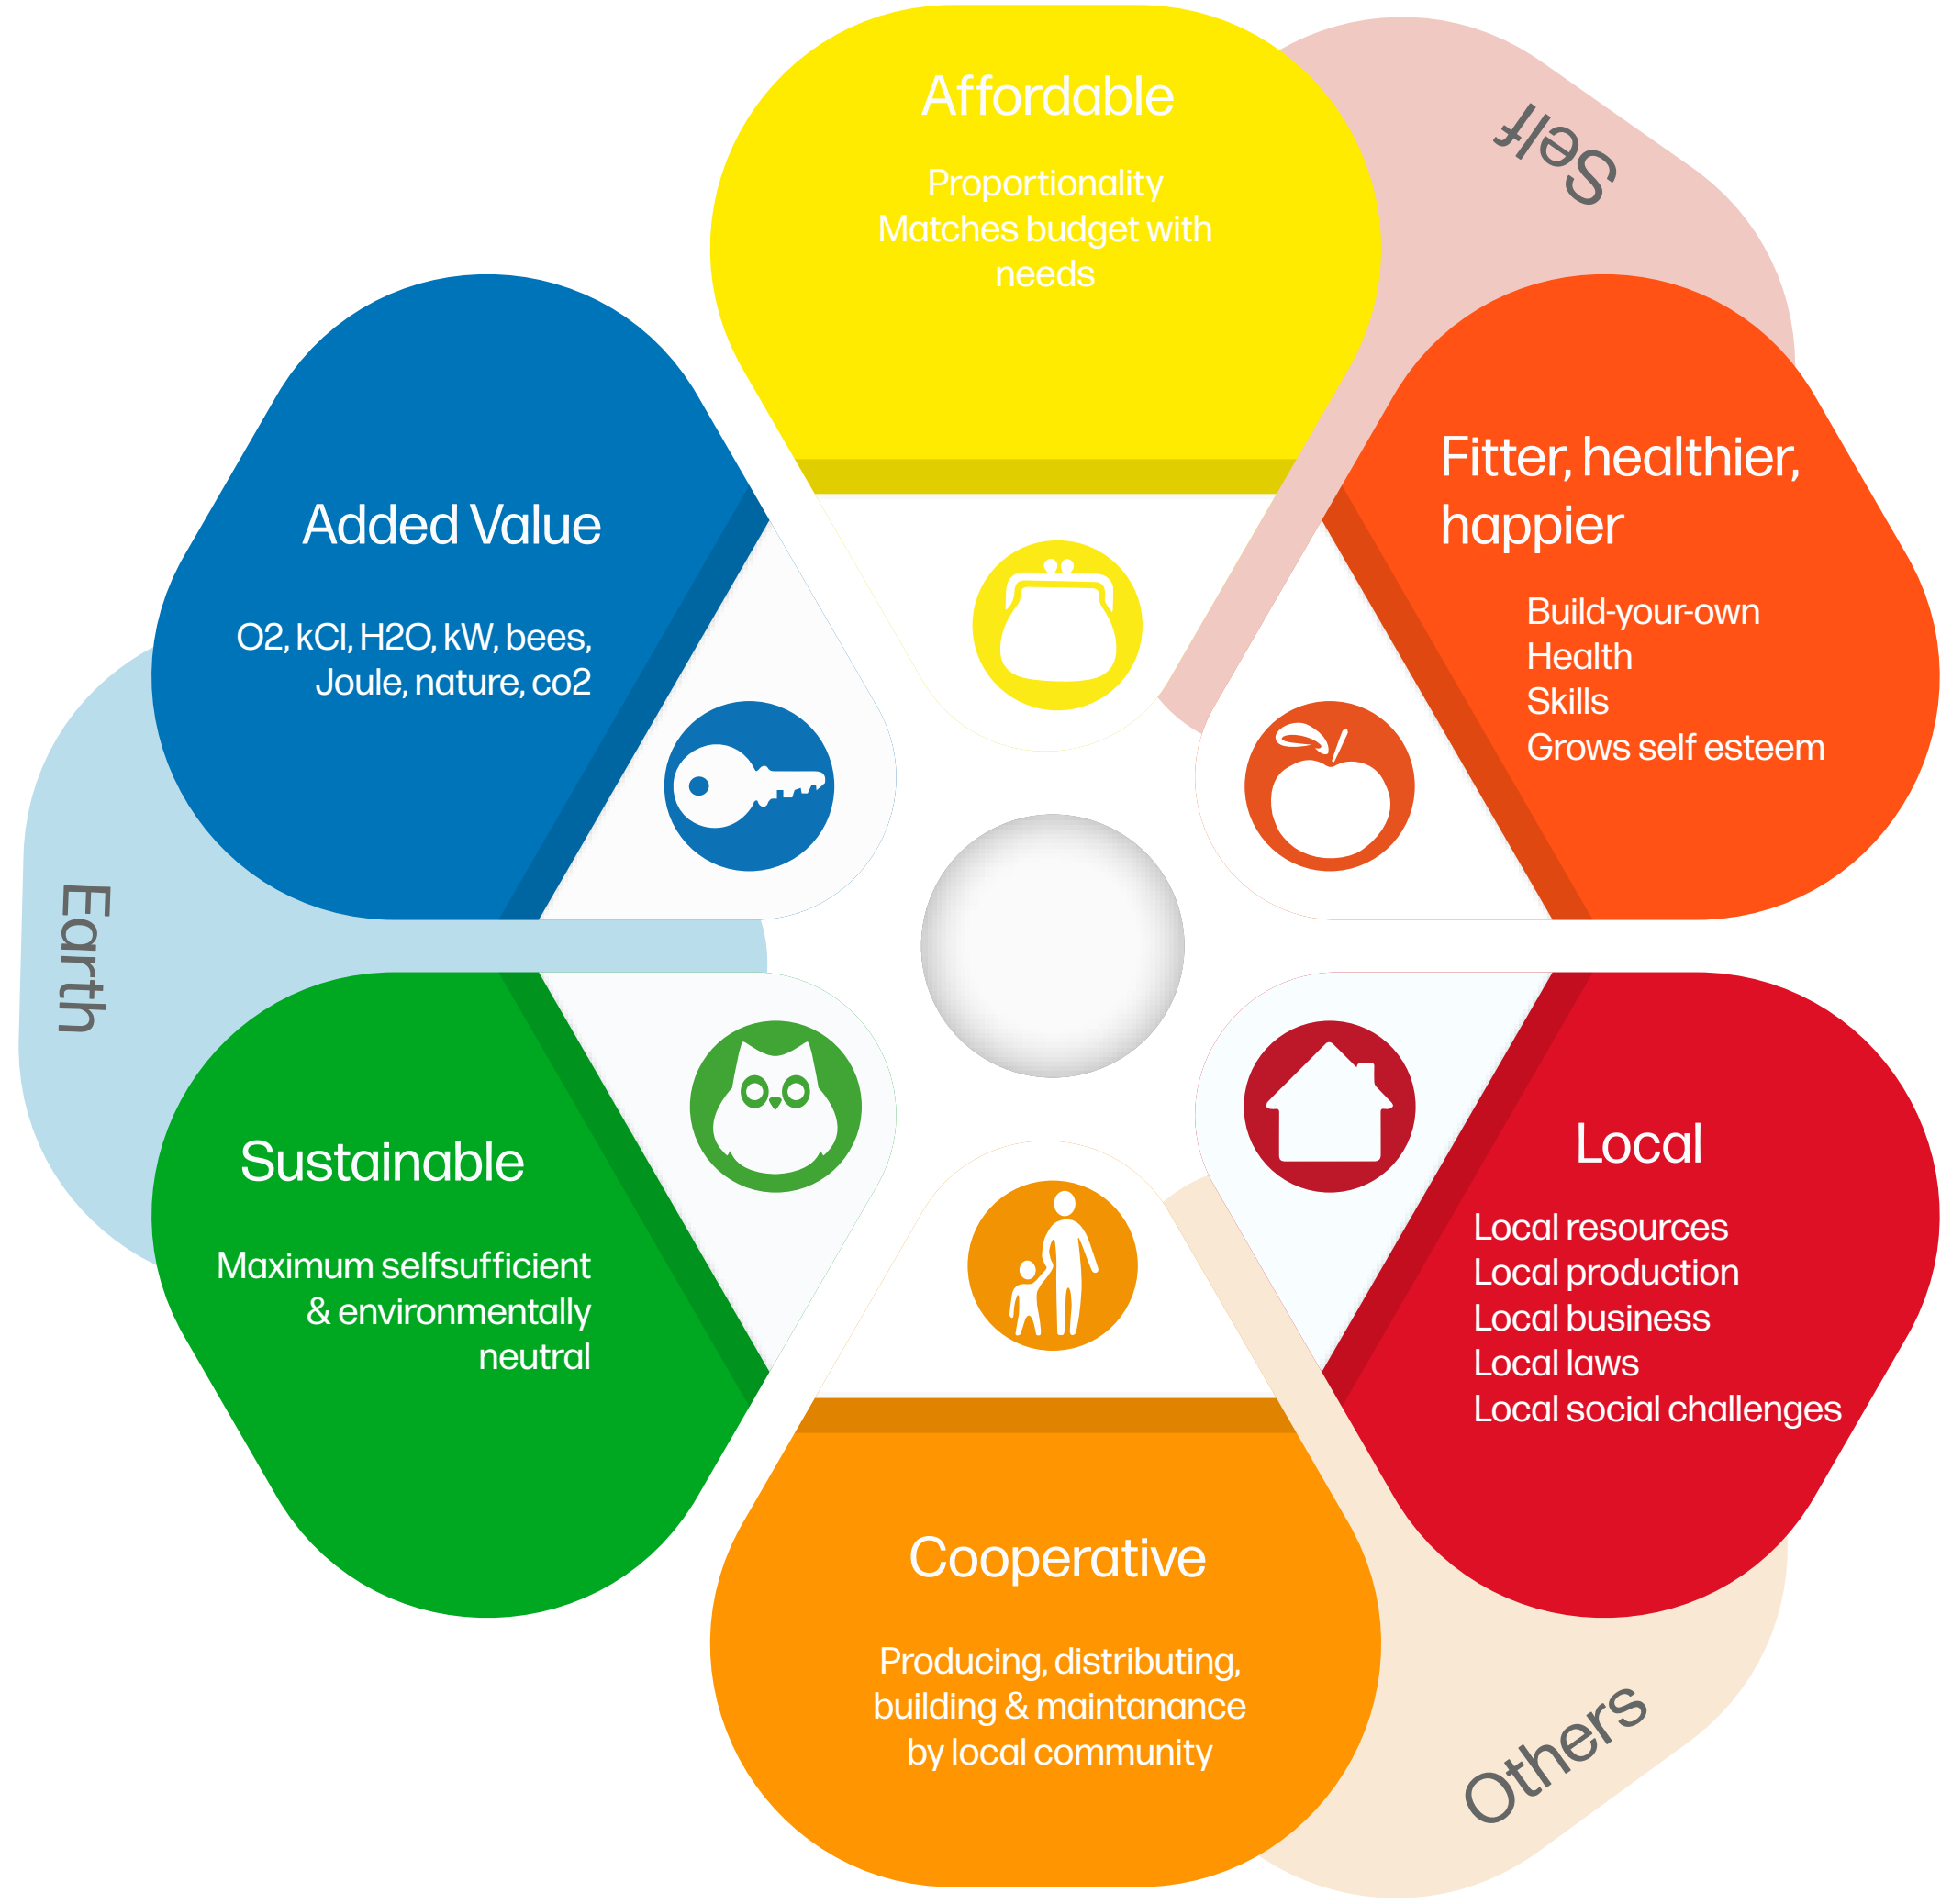 Affordable
Proportionality
Matches budget with
needs
Self
Fitter, healthier,
happier
Build-your-own
Health
Skills
Grows self esteem
Local
Local resources
Local production
Local business
Local laws
Local social challenges
Others
Cooperative
Producing, distributing,
building & maintanance
by local community
Sustainable
Maximum selfsufficient
& environmentally
neutral
Earth
Added Value
O2, kCl, H2O, kW, bees,
Joule, nature, co2